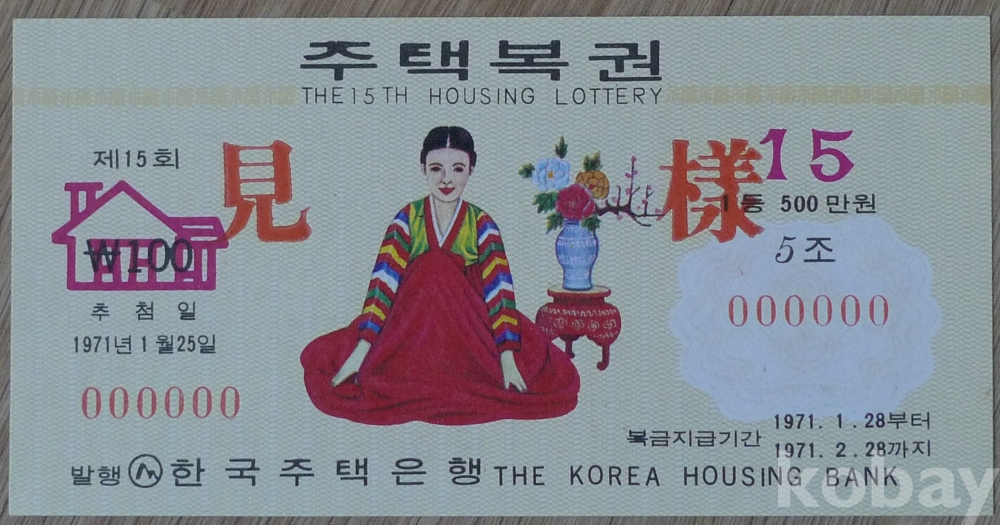 주택복권
THE 15 TH HOUSING LOTTERY
제15회
見 樣
15
1등 500만원
₩100
5조
000000
추첨일
1971년 1월 25일
000000
복금지급기간
1971. 1. 28부터
1971. 2. 28까지
발행 한국주택은행 THE KOREA HOUSING BANK
kobay